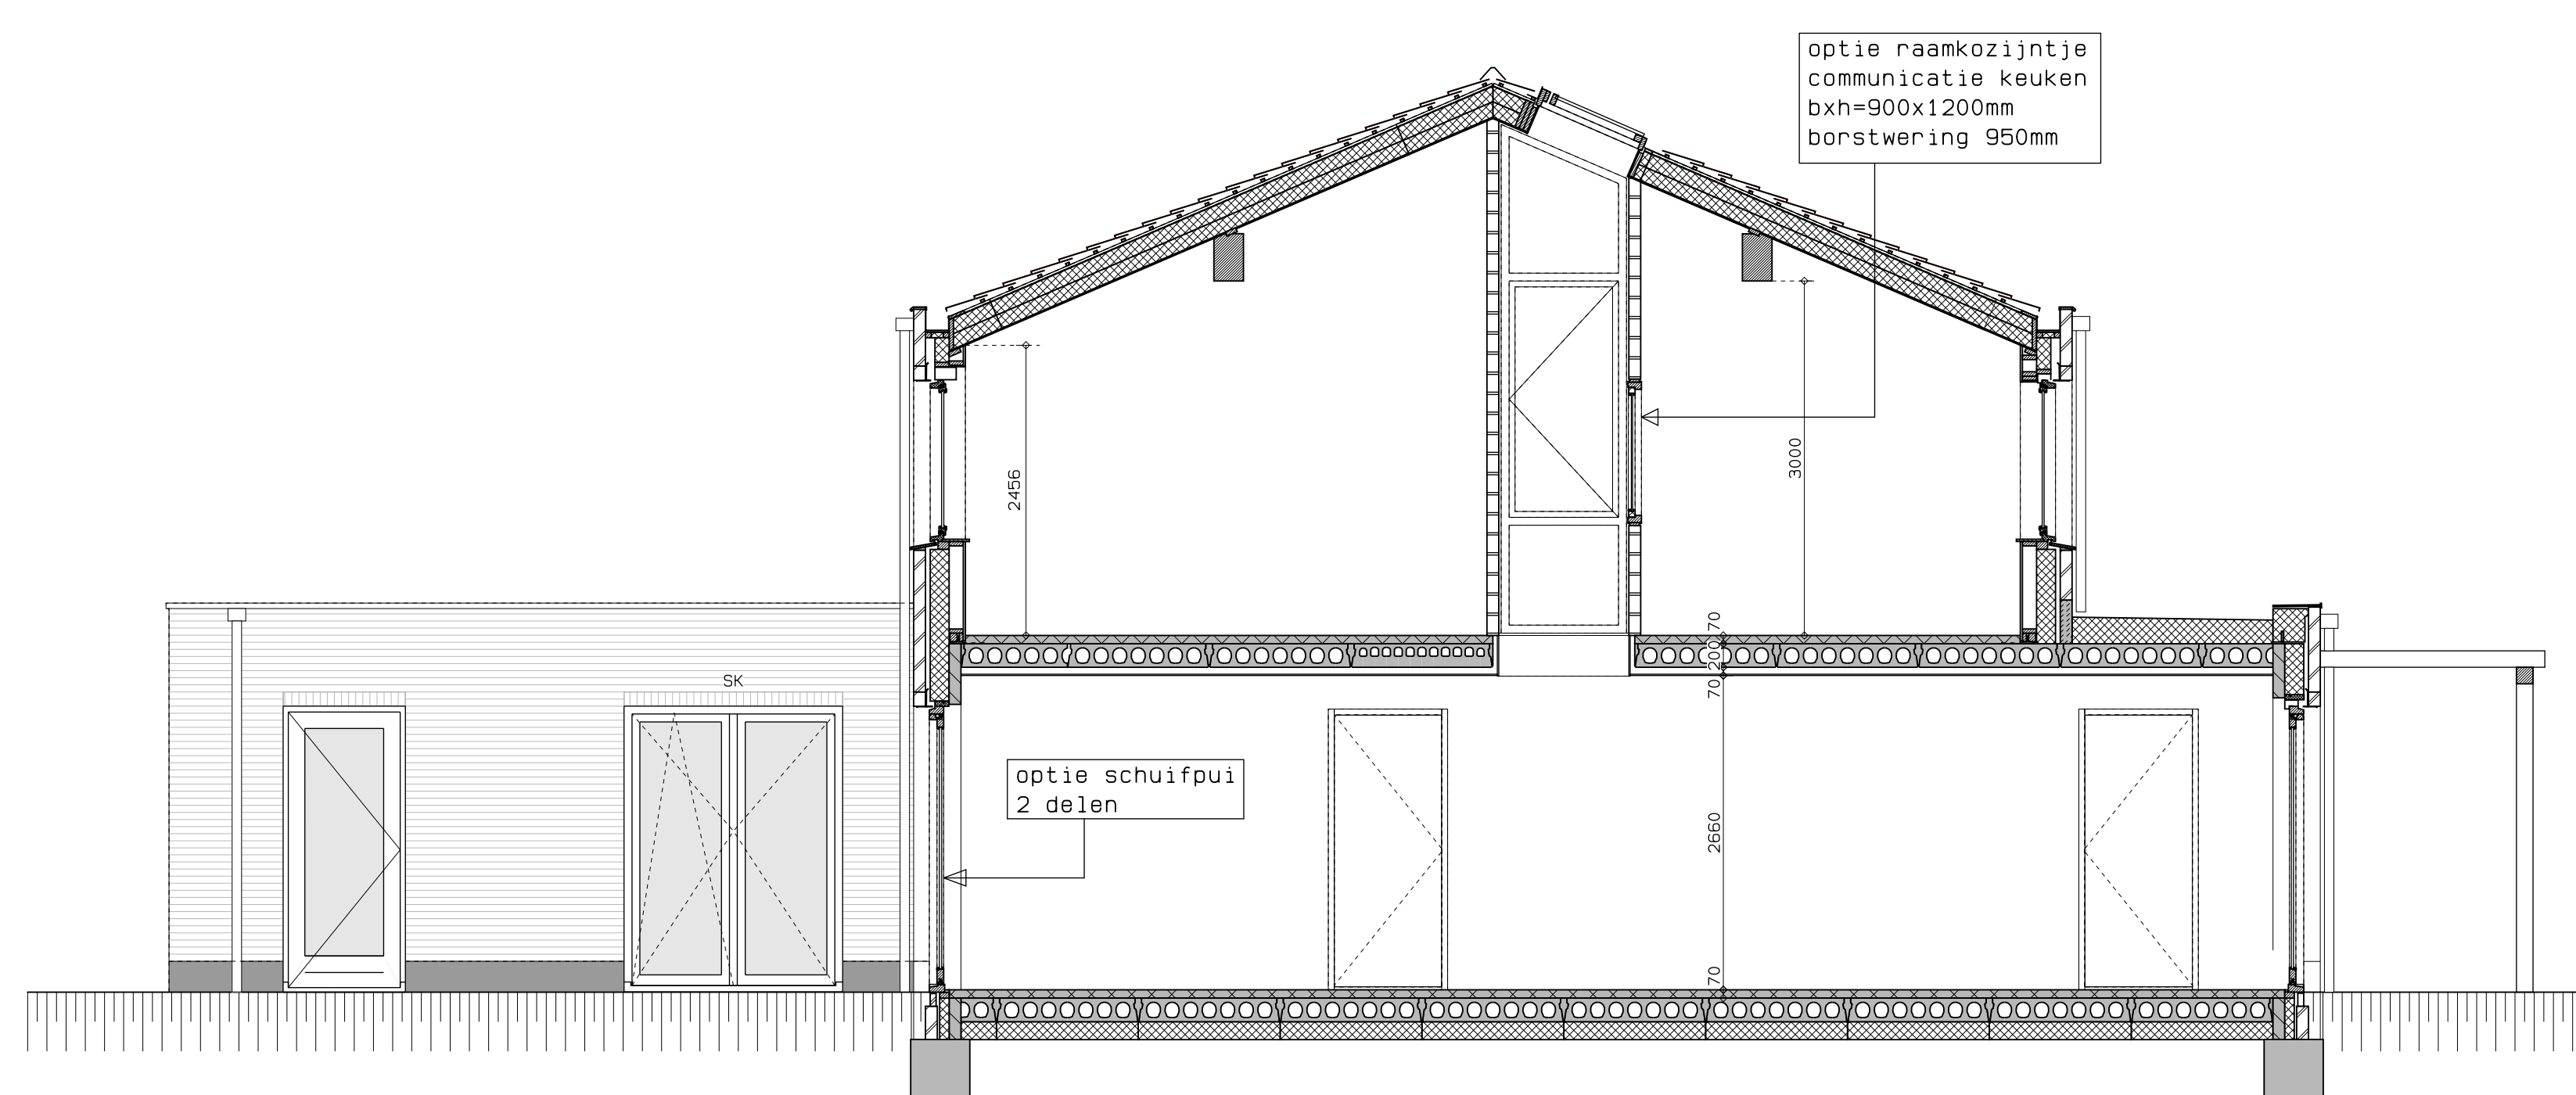 optie raamkozijntje
communicatie keuken
bxh=900x1200mm
borstwering 950mm
2456
3000
70
200
70
SK
optie schuifpui
2 delen
2660
70